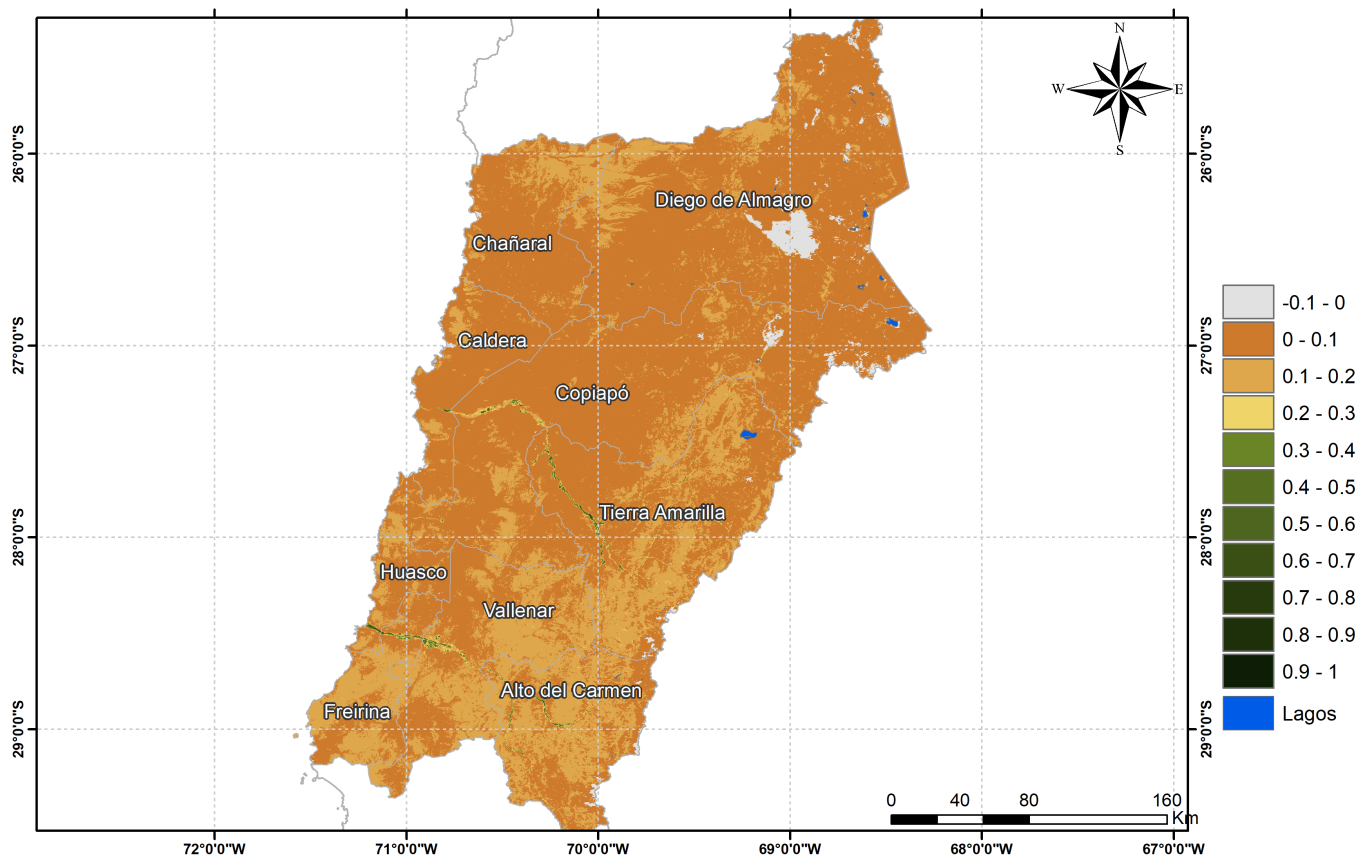 N
W
E
S
26°0'0"S
26°0'0"S
Diego de Almagro
Chañaral
27°0'0"S
27°0'0"S
Caldera
Copiapó
Tierra Amarilla
28°0'0"S
28°0'0"S
Huasco
Vallenar
Alto del Carmen
Freirina
29°0'0"S
29°0'0"S
-0.1 - 0
0 - 0.1
0.1 - 0.2
0.2 - 0.3
0.3 - 0.4
0.4 - 0.5
0.5 - 0.6
0.6 - 0.7
0.7 - 0.8
0.8 - 0.9
0.9 - 1
Lagos
0 40 80 160
Km
72°0'0"W 71°0'0"W 70°0'0"W 69°0'0"W 68°0'0"W 67°0'0"W